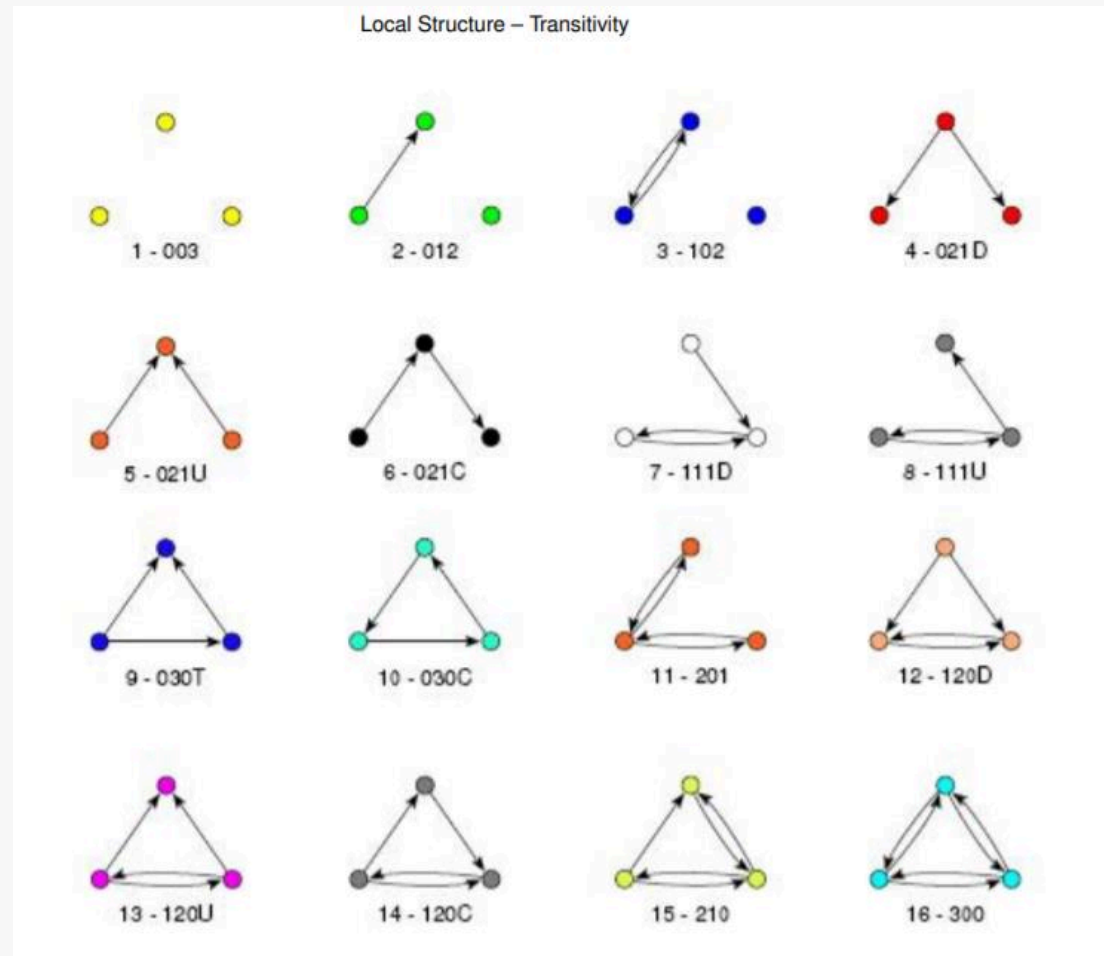 Local Structure – Transitivity
1 - 003
2 - 012
3 - 102
4 - 021D
5 - 021U
6 - 021C
7 - 111D
8 - 111U
9 - 030T
10 - 030C
11 - 201
12 - 120D
13 - 120U
14 - 120C
15 - 210
16 - 300